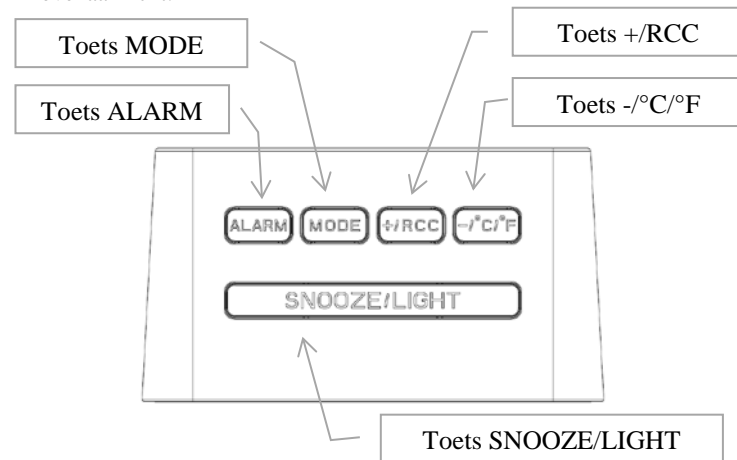 Toets MODE
Toets +/RCC
Toets ALARM
Toets -/°C/°F
ALARM MODE +/RCC -/°C/°F
SNOOZE/LIGHT
Toets SNOOZE/LIGHT